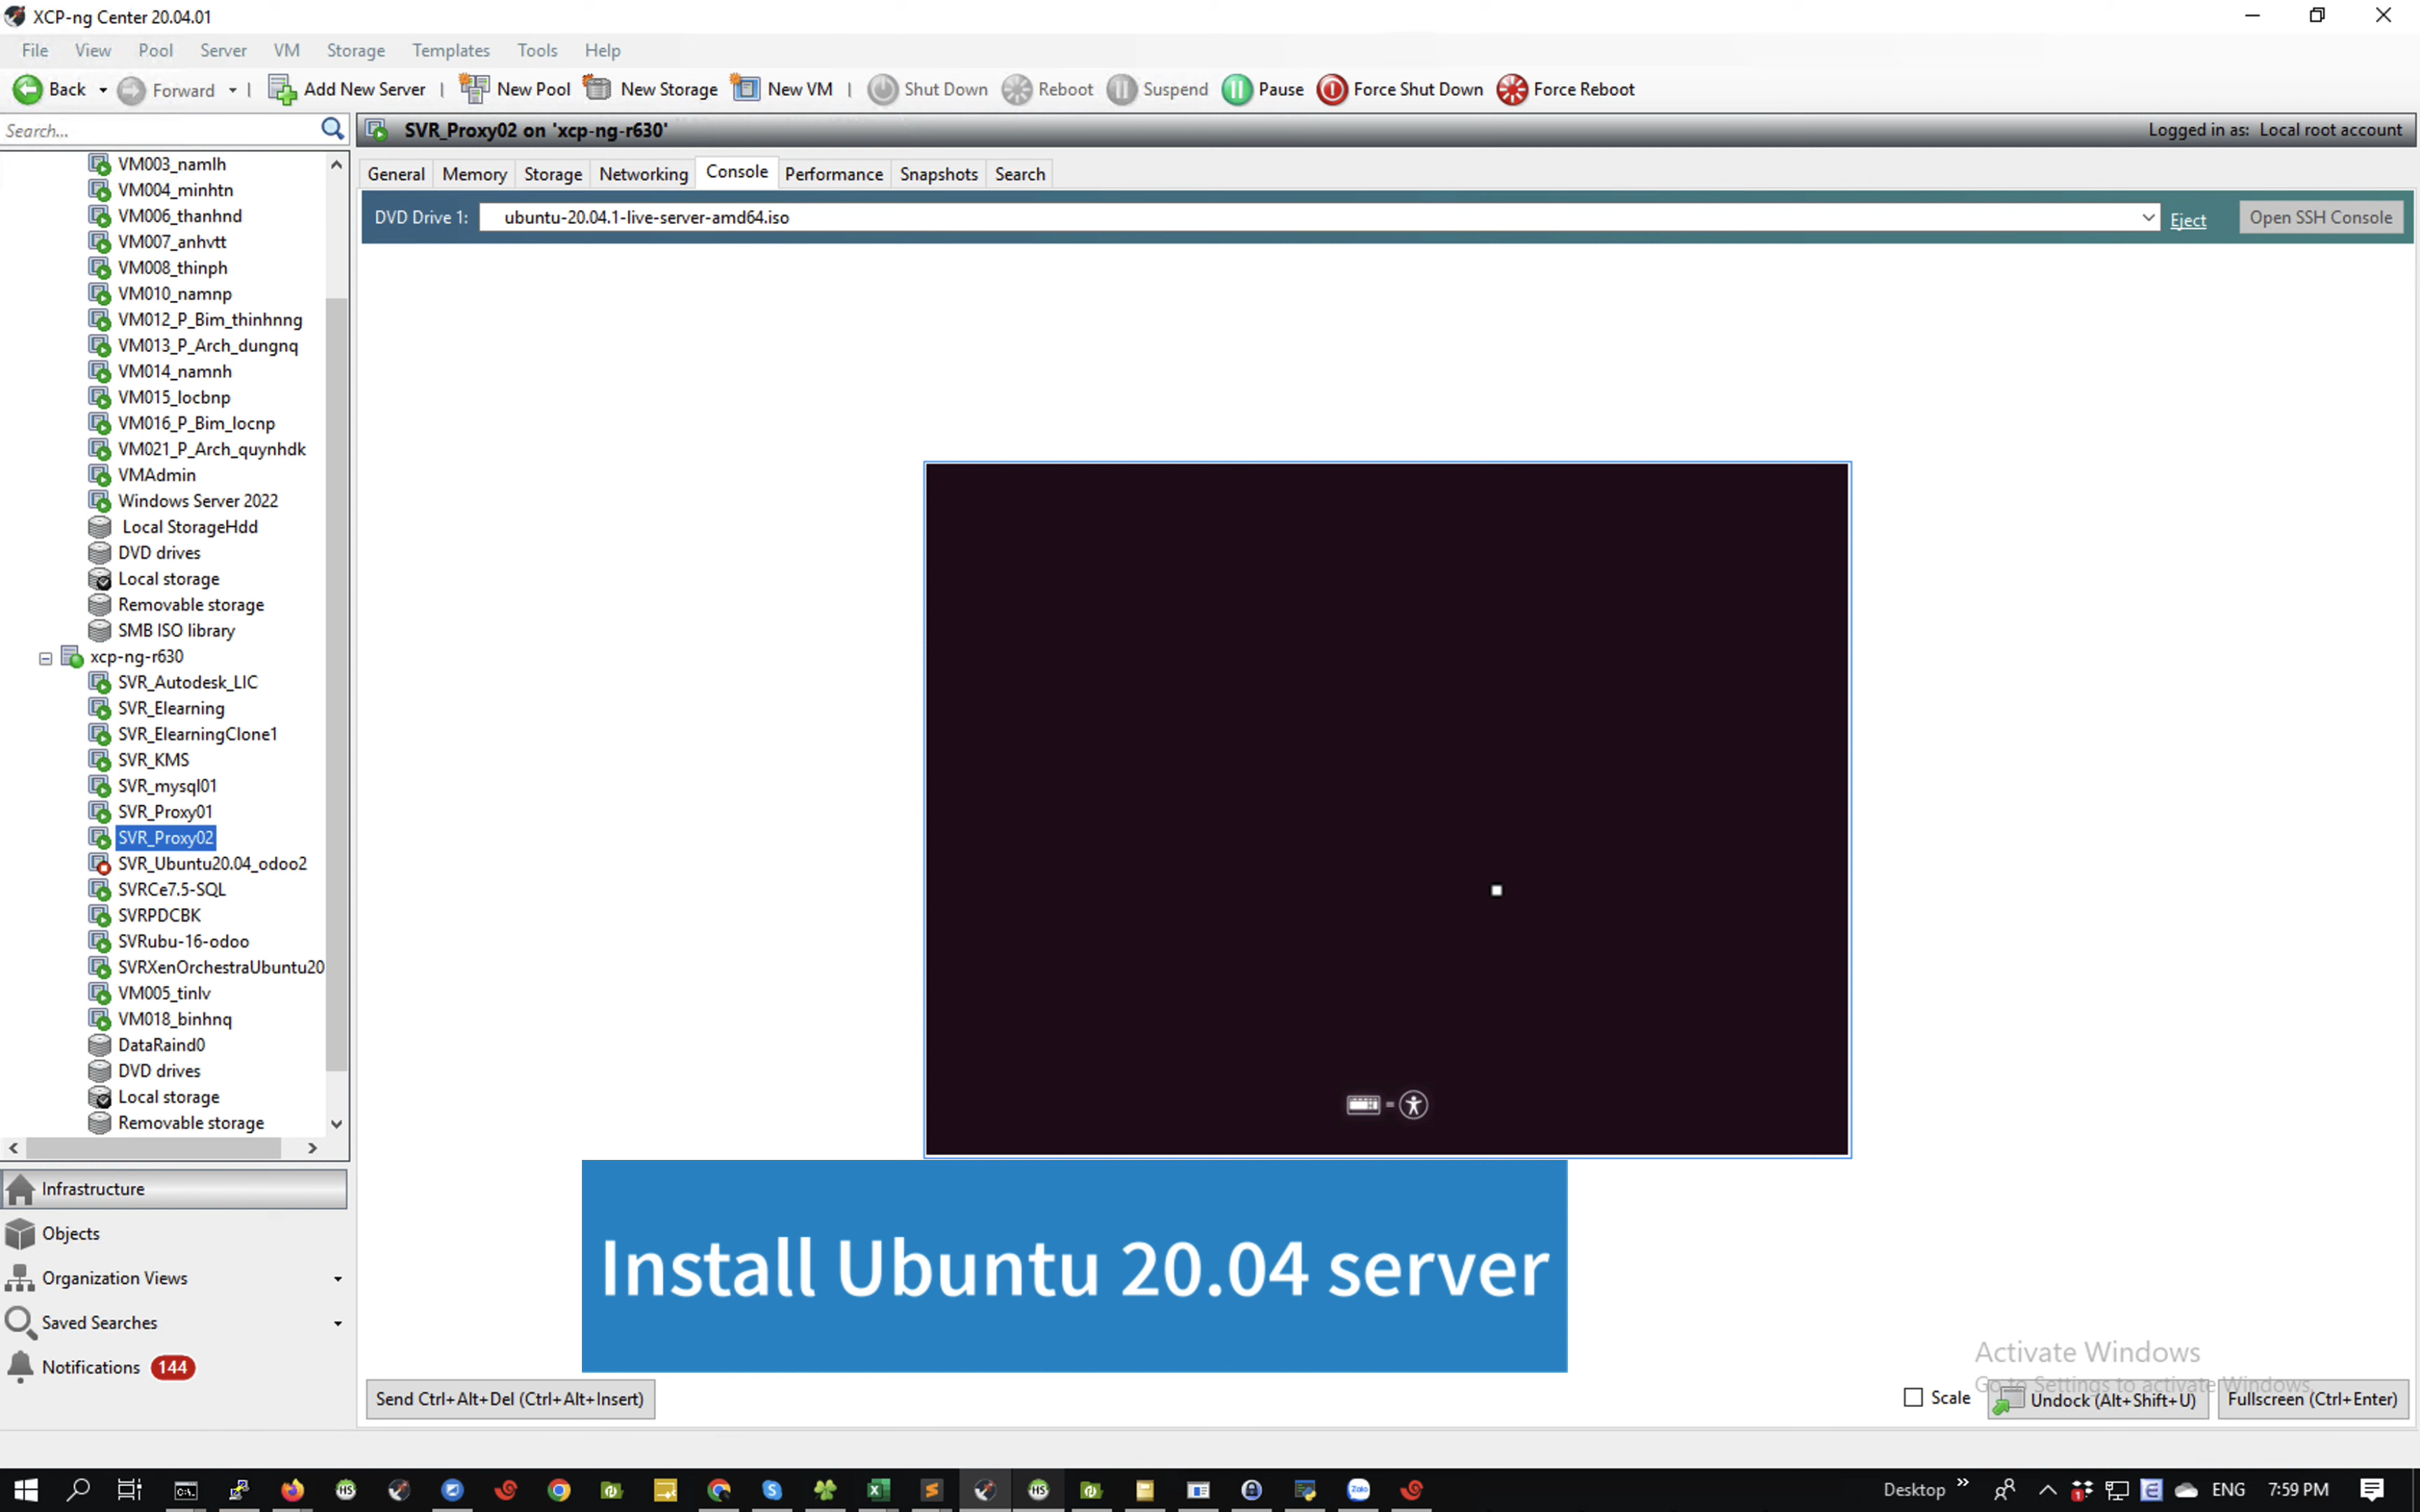 XCP-ng Center 20.04.01
File View Pool Server VM Storage Templates Tools Help
Back Forward Add New Server New Pool New Storage New VM Shut Down Reboot Suspend Pause Force Shut Down Force Reboot
Search...
SVR_Proxy02 on 'xcp-ng-r630'
Logged in as: Local root account
General Memory Storage Networking Console Performance Snapshots Search
DVD Drive 1: ubuntu-20.04.1-live-server-amd64.iso Eject Open SSH Console
VM003_namlh
VM004_minhtn
VM006_thanhnd
VM007_anhvtt
VM008_thinph
VM010_namnp
VM012_P_Bim_thinhnng
VM013_P_Arch_dungnq
VM014_namnh
VM015_locbnp
VM016_P_Bim_locnp
VM021_P_Arch_quynhdk
VMAdmin
Windows Server 2022
Local StorageHdd
DVD drives
Local storage
Removable storage
SMB ISO library
xcp-ng-r630
SVR_Autodesk_LIC
SVR_Elearning
SVR_ElearningClone1
SVR_KMS
SVR_mysql01
SVR_Proxy01
SVR_Proxy02
SVR_Ubuntu20.04_odoo2
SVRCe7.5-SQL
SVRPDCBK
SVRubu-16-odoo
SVRXenOrchestraUbuntu20
VM005_tinlv
VM018_binhnq
DataRaind0
DVD drives
Local storage
Removable storage
Infrastructure
Objects
Organization Views
Saved Searches
Notifications 144
Install Ubuntu 20.04 server
Activate Windows
Go to Settings to activate Windows.
Send Ctrl+Alt+Del (Ctrl+Alt+Insert)
Scale Undock (Alt+Shift+U) Fullscreen (Ctrl+Enter)
Desktop ENG 7:59 PM